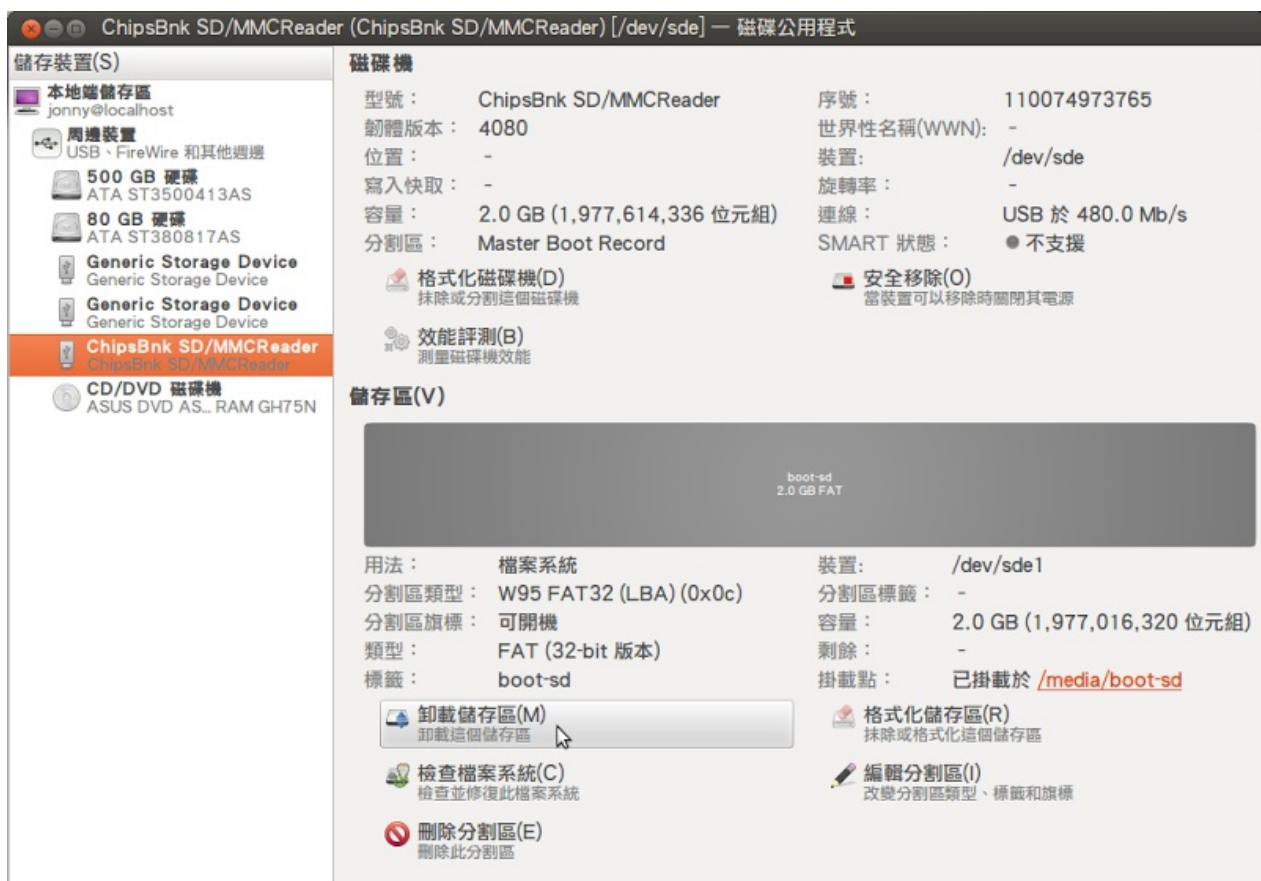 ChipsBnk SD/MMCReader (ChipsBnk SD/MMCReader) [/dev/sde] — 磁碟公用程式
儲存裝置(S)
本地端儲存區
jonny@localhost
周邊裝置
USB、FireWire 和其他週邊
500 GB 硬碟
ATA ST3500413AS
80 GB 硬碟
ATA ST380817AS
Generic Storage Device
Generic Storage Device
Generic Storage Device
Generic Storage Device
ChipsBnk SD/MMCReader
ChipsBnk SD/MMCReader
CD/DVD 磁碟機
ASUS DVD AS... RAM GH75N
磁碟機
型號： ChipsBnk SD/MMCReader 序號： 110074973765
韌體版本： 4080 世界性名稱(WWN): -
位置： - 裝置: /dev/sde
寫入快取： - 旋轉率： -
容量： 2.0 GB (1,977,614,336 位元組) 連線： USB 於 480.0 Mb/s
分割區： Master Boot Record SMART 狀態： 不支援
格式化磁碟機(D) 安全移除(O)
抹除或分割這個磁碟機 當裝置可以移除時關閉其電源
效能評測(B)
測量磁碟機效能
儲存區(V)
boot-sd
2.0 GB FAT
用法： 檔案系統 裝置: /dev/sde1
分割區類型： W95 FAT32 (LBA) (0x0c) 分割區標籤： -
分割區旗標： 可開機 容量： 2.0 GB (1,977,016,320 位元組)
類型： FAT (32-bit 版本) 剩餘： -
標籤： boot-sd 掛載點： 已掛載於 /media/boot-sd
卸載儲存區(M) 格式化儲存區(R)
卸載這個儲存區 抹除或格式化這個儲存區
檢查檔案系統(C) 編輯分割區(I)
檢查並修復此檔案系統 改變分割區類型、標籤和旗標
刪除分割區(E)
刪除此分割區